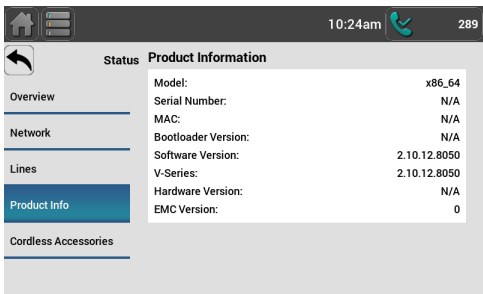 10:24am 289
Status Product Information
Overview
Network
Lines
Product Info
Cordless Accessories
Model: x86_64
Serial Number: N/A
MAC: N/A
Bootloader Version: N/A
Software Version: 2.10.12.8050
V-Series: 2.10.12.8050
Hardware Version: N/A
EMC Version: 0